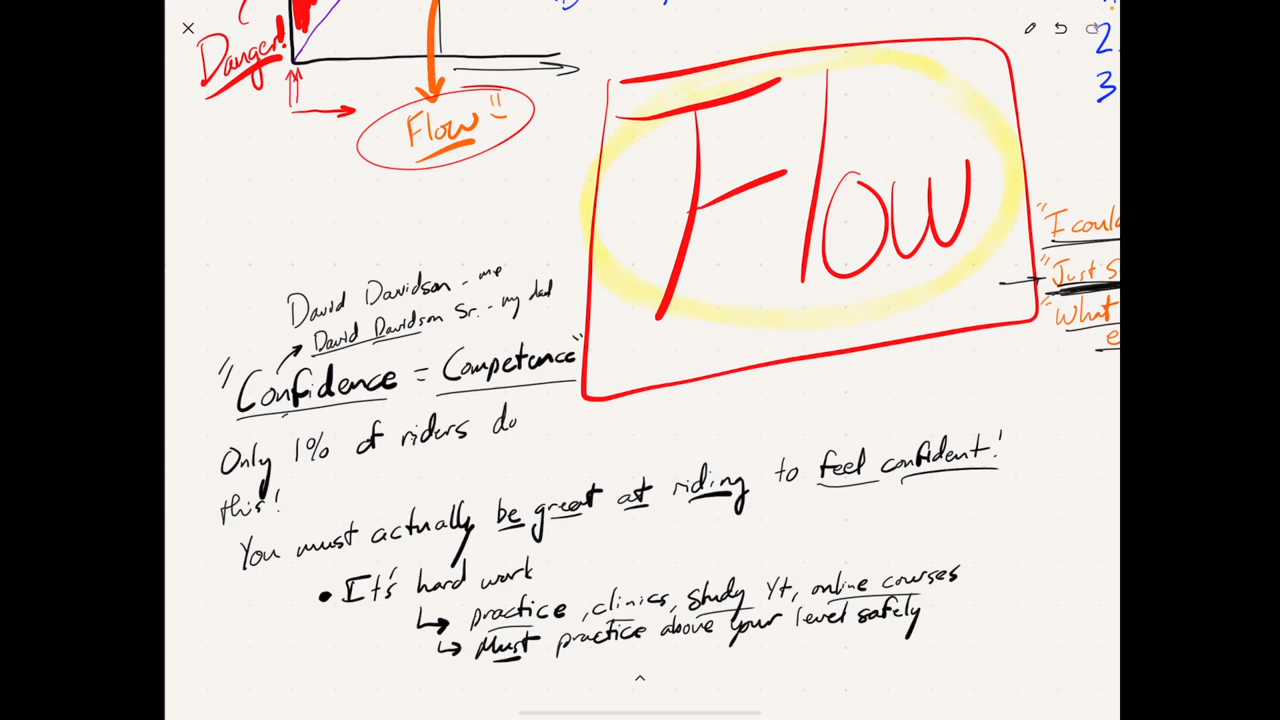 Danger!
Flow"
Flow
2
3
"I coul
"Just S
"What
e
David Davidson - me
David Davidson Sr. - my dad
"Confidence = Competence"
Only 1% of riders do
this!
You must actually be great at riding to feel confident!
• It's hard work
↳ practice, clinics, study Yt, online courses
↳ Must practice above your level safely